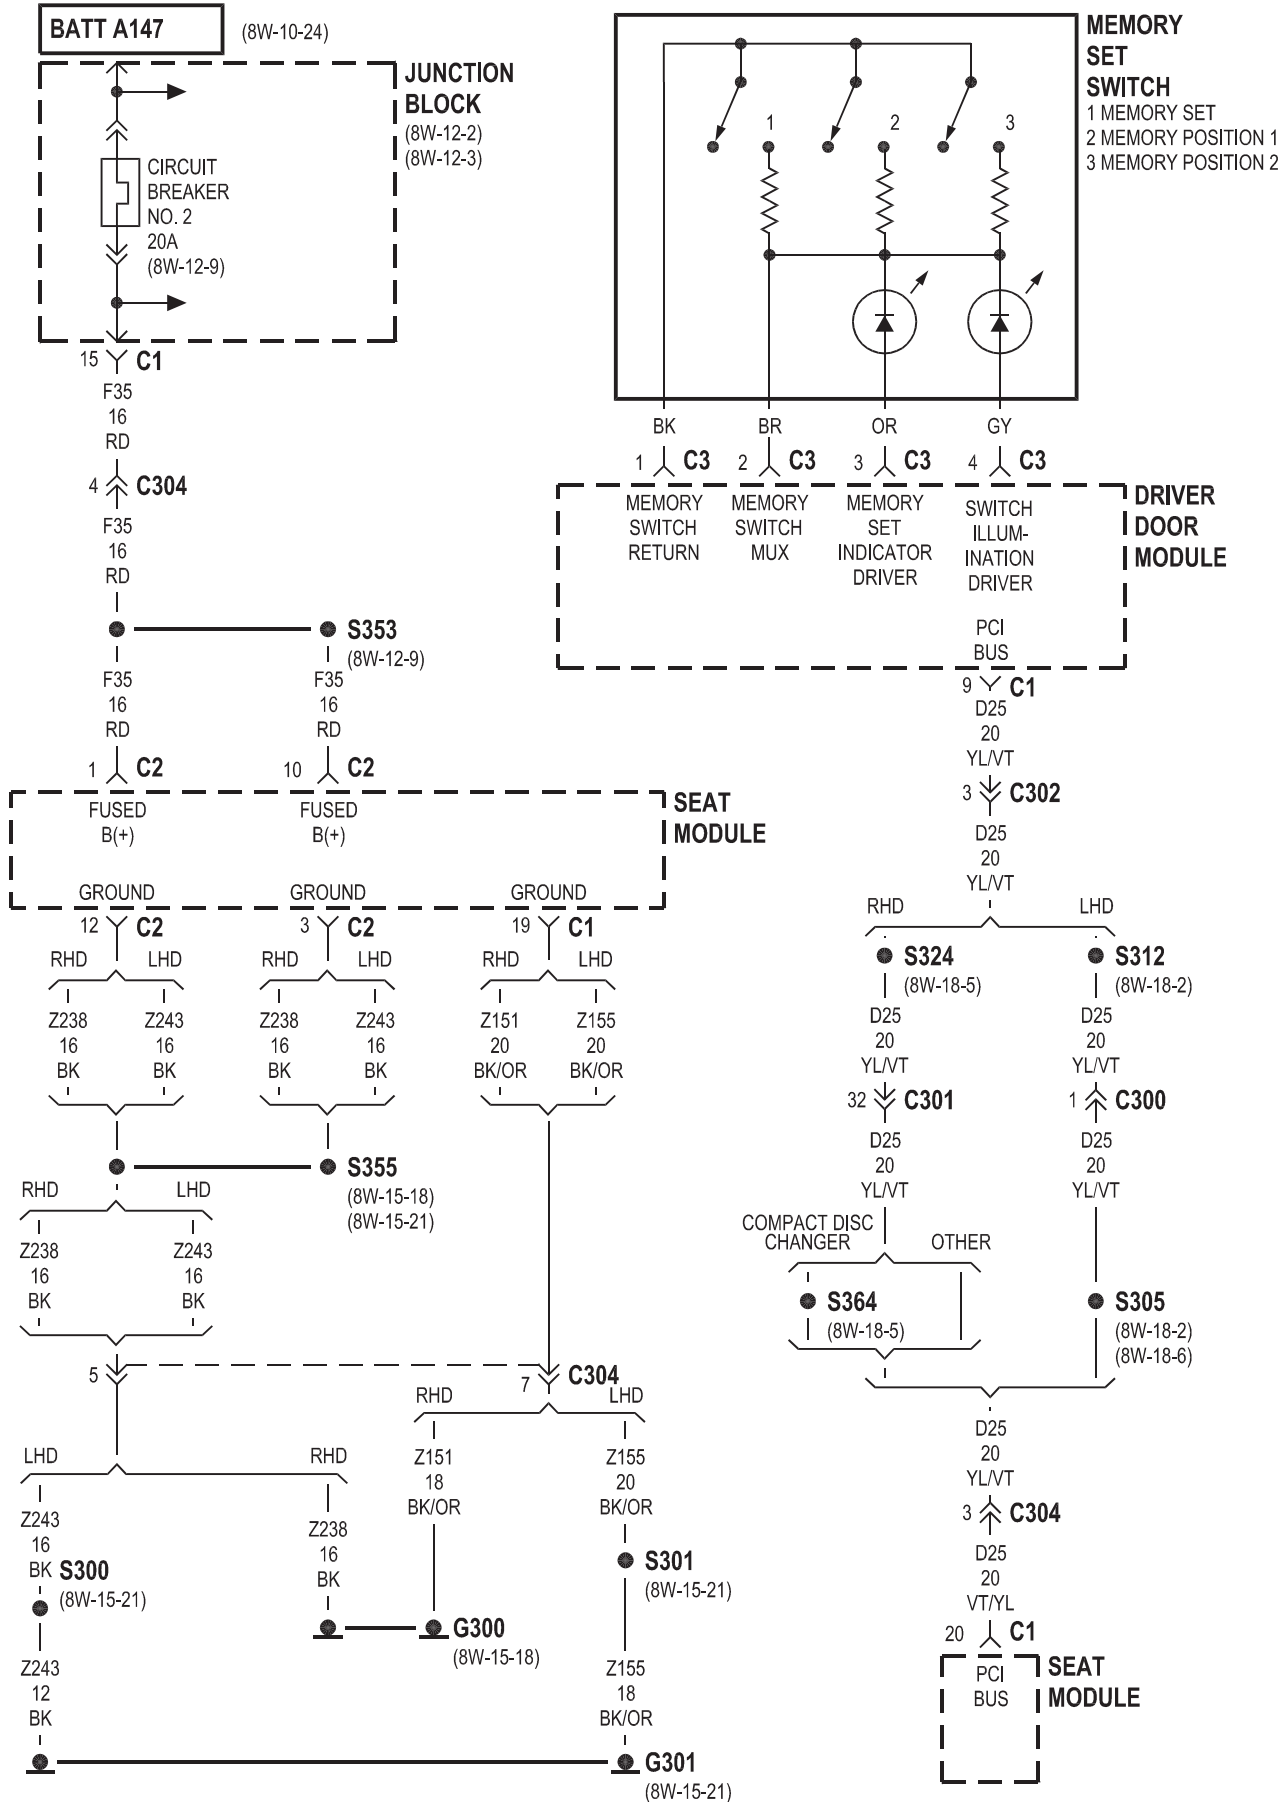 BATT A147
(8W-10-24)
JUNCTION
BLOCK
(8W-12-2)
(8W-12-3)
CIRCUIT
BREAKER
NO. 2
20A
(8W-12-9)
15
C1
F35
16
RD
4
C304
F35
16
RD
S353
(8W-12-9)
F35
16
RD
F35
16
RD
1
C2
10
C2
FUSED
B(+)
FUSED
B(+)
SEAT
MODULE
GROUND
GROUND
GROUND
12
C2
3
C2
19
C1
RHD
LHD
RHD
LHD
RHD
LHD
Z238
16
BK
Z243
16
BK
Z238
16
BK
Z243
16
BK
Z151
20
BK/OR
Z155
20
BK/OR
S355
(8W-15-18)
(8W-15-21)
RHD
LHD
Z238
16
BK
Z243
16
BK
5
7
C304
RHD
LHD
LHD
RHD
Z151
18
BK/OR
Z155
20
BK/OR
Z243
16
BK
S300
(8W-15-21)
Z238
16
BK
S301
(8W-15-21)
G300
(8W-15-18)
Z243
12
BK
Z155
18
BK/OR
G301
(8W-15-21)
MEMORY
SET
SWITCH
1 MEMORY SET
2 MEMORY POSITION 1
3 MEMORY POSITION 2
1
2
3
BK
BR
OR
GY
1
C3
2
C3
3
C3
4
C3
MEMORY
SWITCH
RETURN
MEMORY
SWITCH
MUX
MEMORY
SET
INDICATOR
DRIVER
SWITCH
ILLUM-
INATION
DRIVER
DRIVER
DOOR
MODULE
PCI
BUS
9
C1
D25
20
YL/VT
3
C302
D25
20
YL/VT
RHD
LHD
S324
(8W-18-5)
S312
(8W-18-2)
D25
20
YL/VT
D25
20
YL/VT
32
C301
1
C300
D25
20
YL/VT
D25
20
YL/VT
COMPACT DISC
CHANGER
OTHER
S364
(8W-18-5)
S305
(8W-18-2)
(8W-18-6)
D25
20
YL/VT
3
C304
D25
20
VT/YL
20
C1
PCI
BUS
SEAT
MODULE